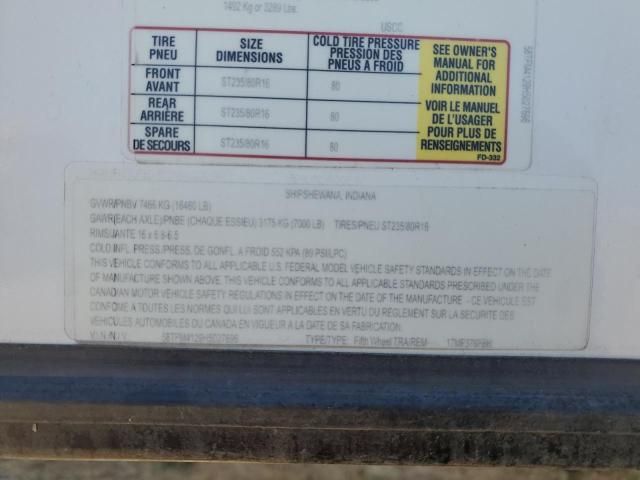 1492 Kg or 3289 Lbs.
USCC
TIRE PNEU
SIZE DIMENSIONS
COLD TIRE PRESSURE PRESSION DES PNEUS A FROID
SEE OWNER'S MANUAL FOR ADDITIONAL INFORMATION
FRONT AVANT
ST235/80R16
80
REAR ARRIÈRE
ST235/80R16
80
SPARE DE SECOURS
ST235/80R16
80
VOIR LE MANUEL DE L'USAGER POUR PLUS DE RENSEIGNEMENTS
FD-332
SHIPSHEWANA, INDIANA
GVWR/PNBV 7466 KG (16460 LB)
GAWR(EACH AXLE)/PNBE (CHAQUE ESSIEU) 3175 KG (7000 LB) TIRES/PNEU ST235/80R16
RIMS/JANTE 16 x
COLD INFL. PRESS./PRESS. DE GONFL. A FROID 552 KPA (80 PSI/LPC)
THIS VEHICLE CONFORMS TO ALL APPLICABLE U.S. FEDERAL MODEL VEHICLE SAFETY STANDARDS IN EFFECT ON THE DATE
OF MANUFACTURE SHOWN ABOVE. THIS VEHICLE CONFORMS TO ALL APPLICABLE STANDARDS PRESCRIBED UNDER THE
CANADIAN MOTOR VEHICLE SAFETY REGULATIONS IN EFFECT ON THE DATE OF THE MANUFACTURE - CE VEHICULE EST
CONFOME A TOUTES LES NORMES QUI LUI SONT APPLICABLES EN VERTU DU REGLEMENT SUR LA SECURITE DES
VEHICULES AUTOMOBILES DU CANADA EN VIGUEUR A LA DATE DE SA FABRICATION.
TYPE/TYPE: Fifth Wheel TRA/REM